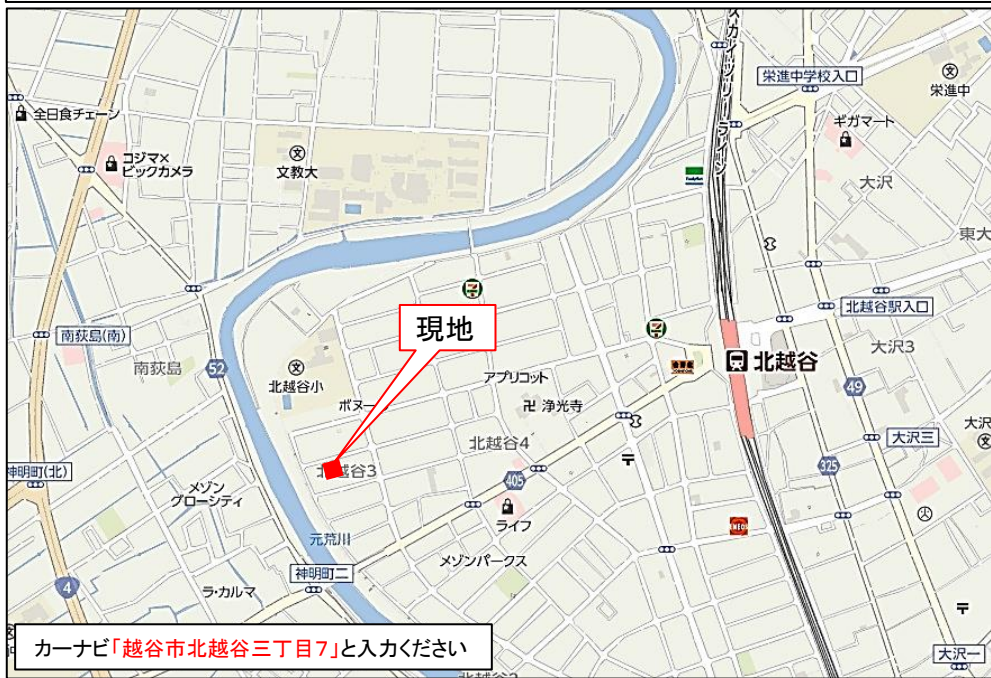 スカイツリーライン
栄進中学校入口
栄進中
全日食チェーン
ギガマート
コジマ×
ビックカメラ
文教大
FamilyMart
大沢
東大
北越谷駅入口
南荻島(南)
現地
南荻島
52
北越谷
大沢3
北越谷小
アプリコット
49
ボヌー
浄光寺
大沢三
大沢
北越谷4
神明町(北)
北越谷3
325
405
メゾン
グローシティ
ライフ
ENEOS
元荒川
メゾンパークス
神明町二
4
ラ・カルマ
カーナビ「越谷市北越谷三丁目7」と入力ください
大沢一